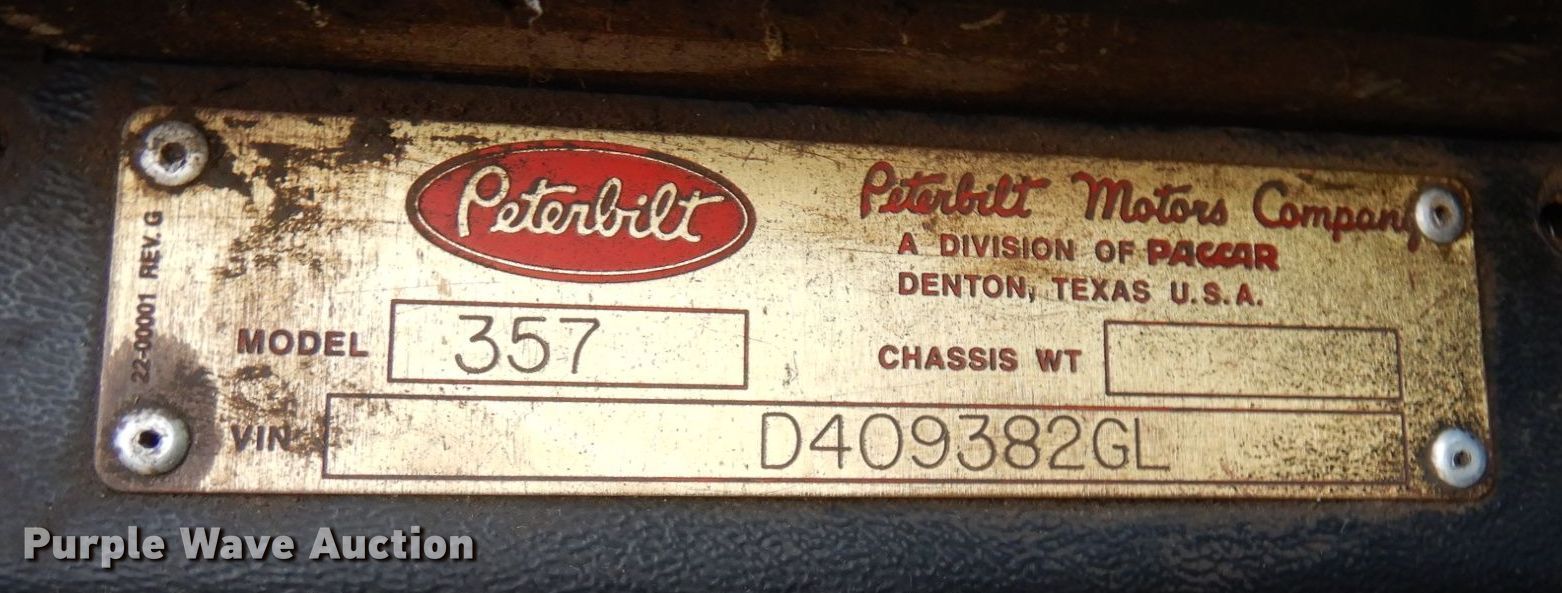 22-00001 REV.G
Peterbilt
Peterbilt Motors Company
A DIVISION OF PACCAR
DENTON, TEXAS U.S.A.
MODEL 357
CHASSIS WT
VIN D409382GL
Purple Wave Auction